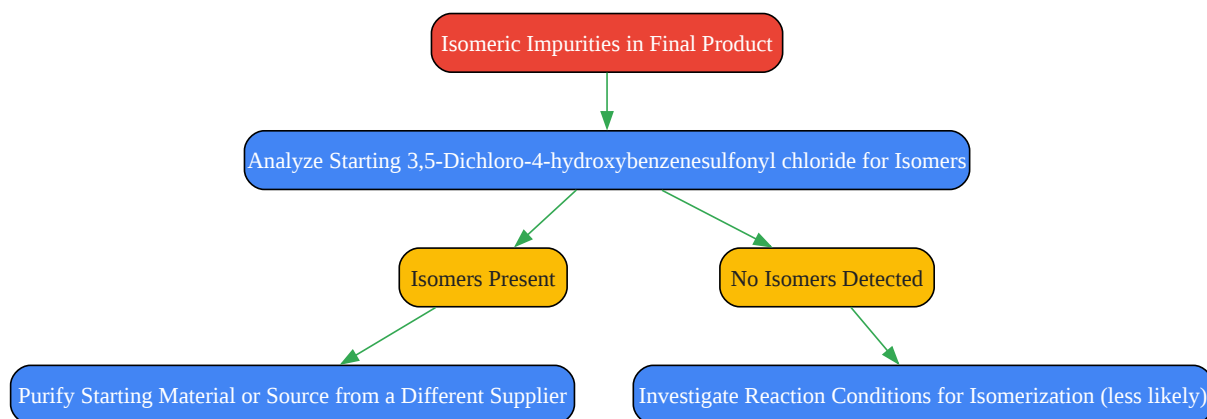 Isomeric Impurities in Final Product
Analyze Starting 3,5-Dichloro-4-hydroxybenzenesulfonyl chloride for Isomers
Isomers Present
No Isomers Detected
Purify Starting Material or Source from a Different Supplier
Investigate Reaction Conditions for Isomerization (less likely)